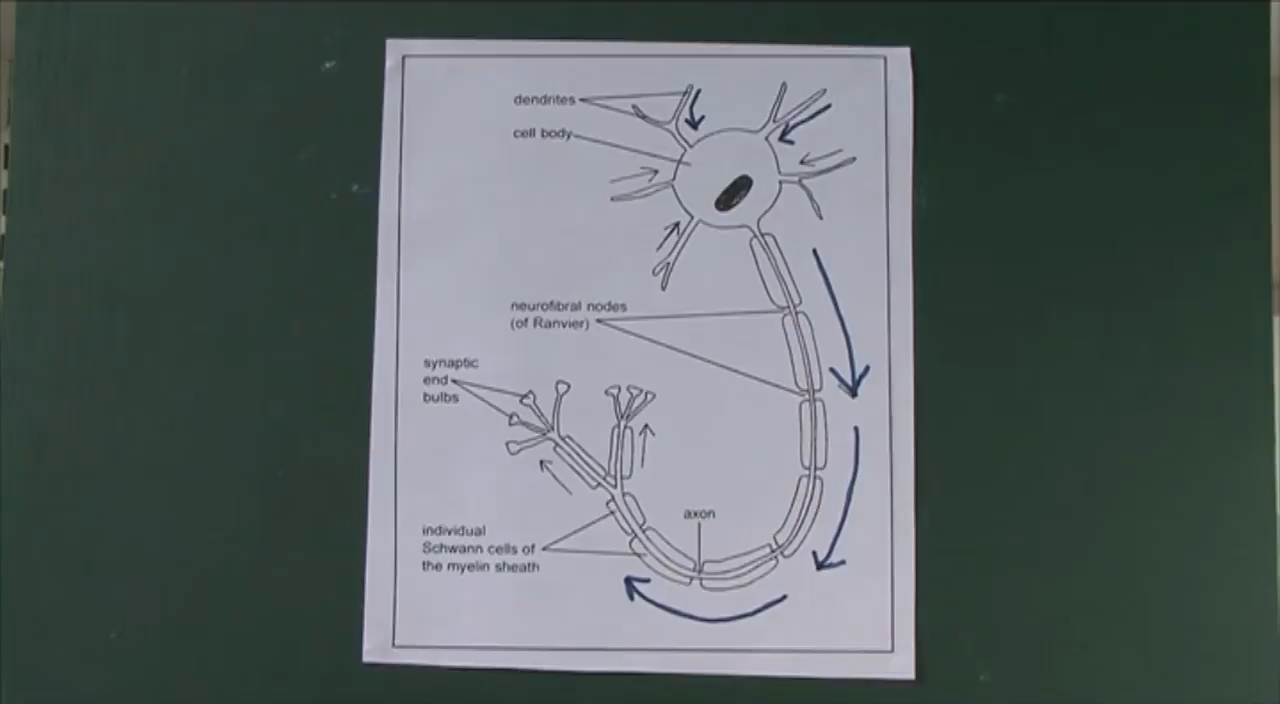 dendrites
cell body
neurofibral nodes
(of Ranvier)
synaptic
end
bulbs
axon
individual
Schwann cells of
the myelin sheath